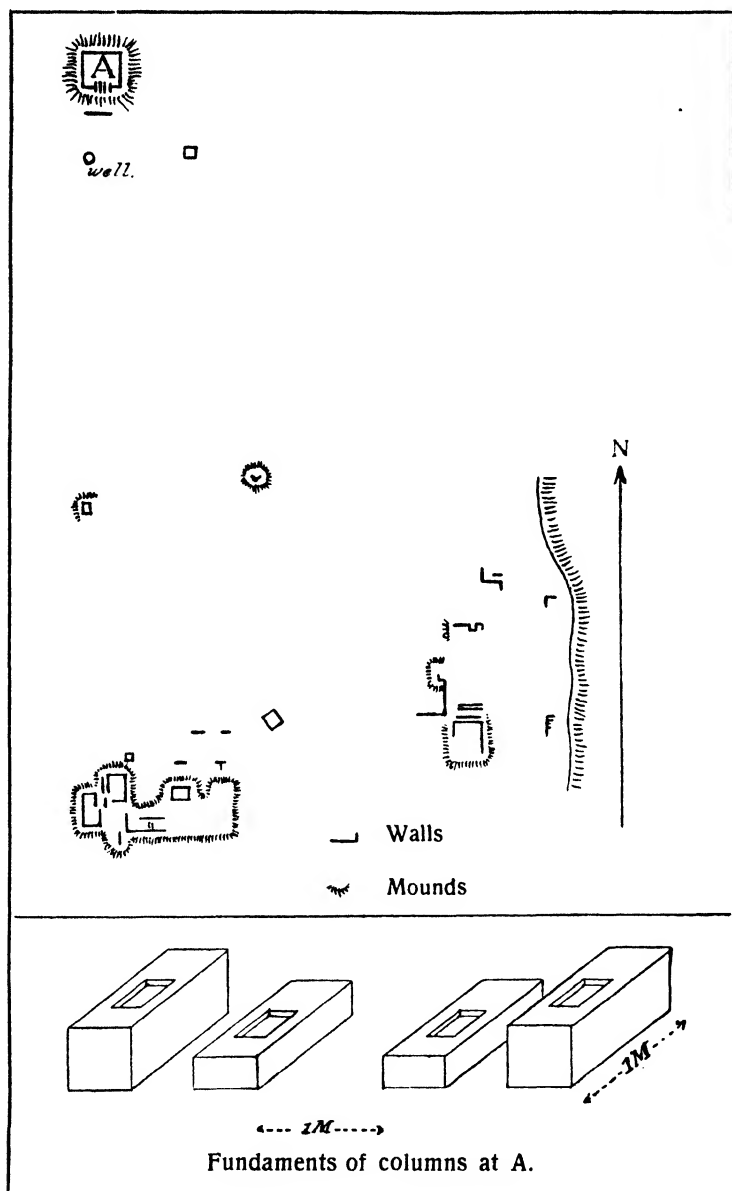 A
well.
N
Walls
Mounds
1M
1M
Fundaments of columns at A.